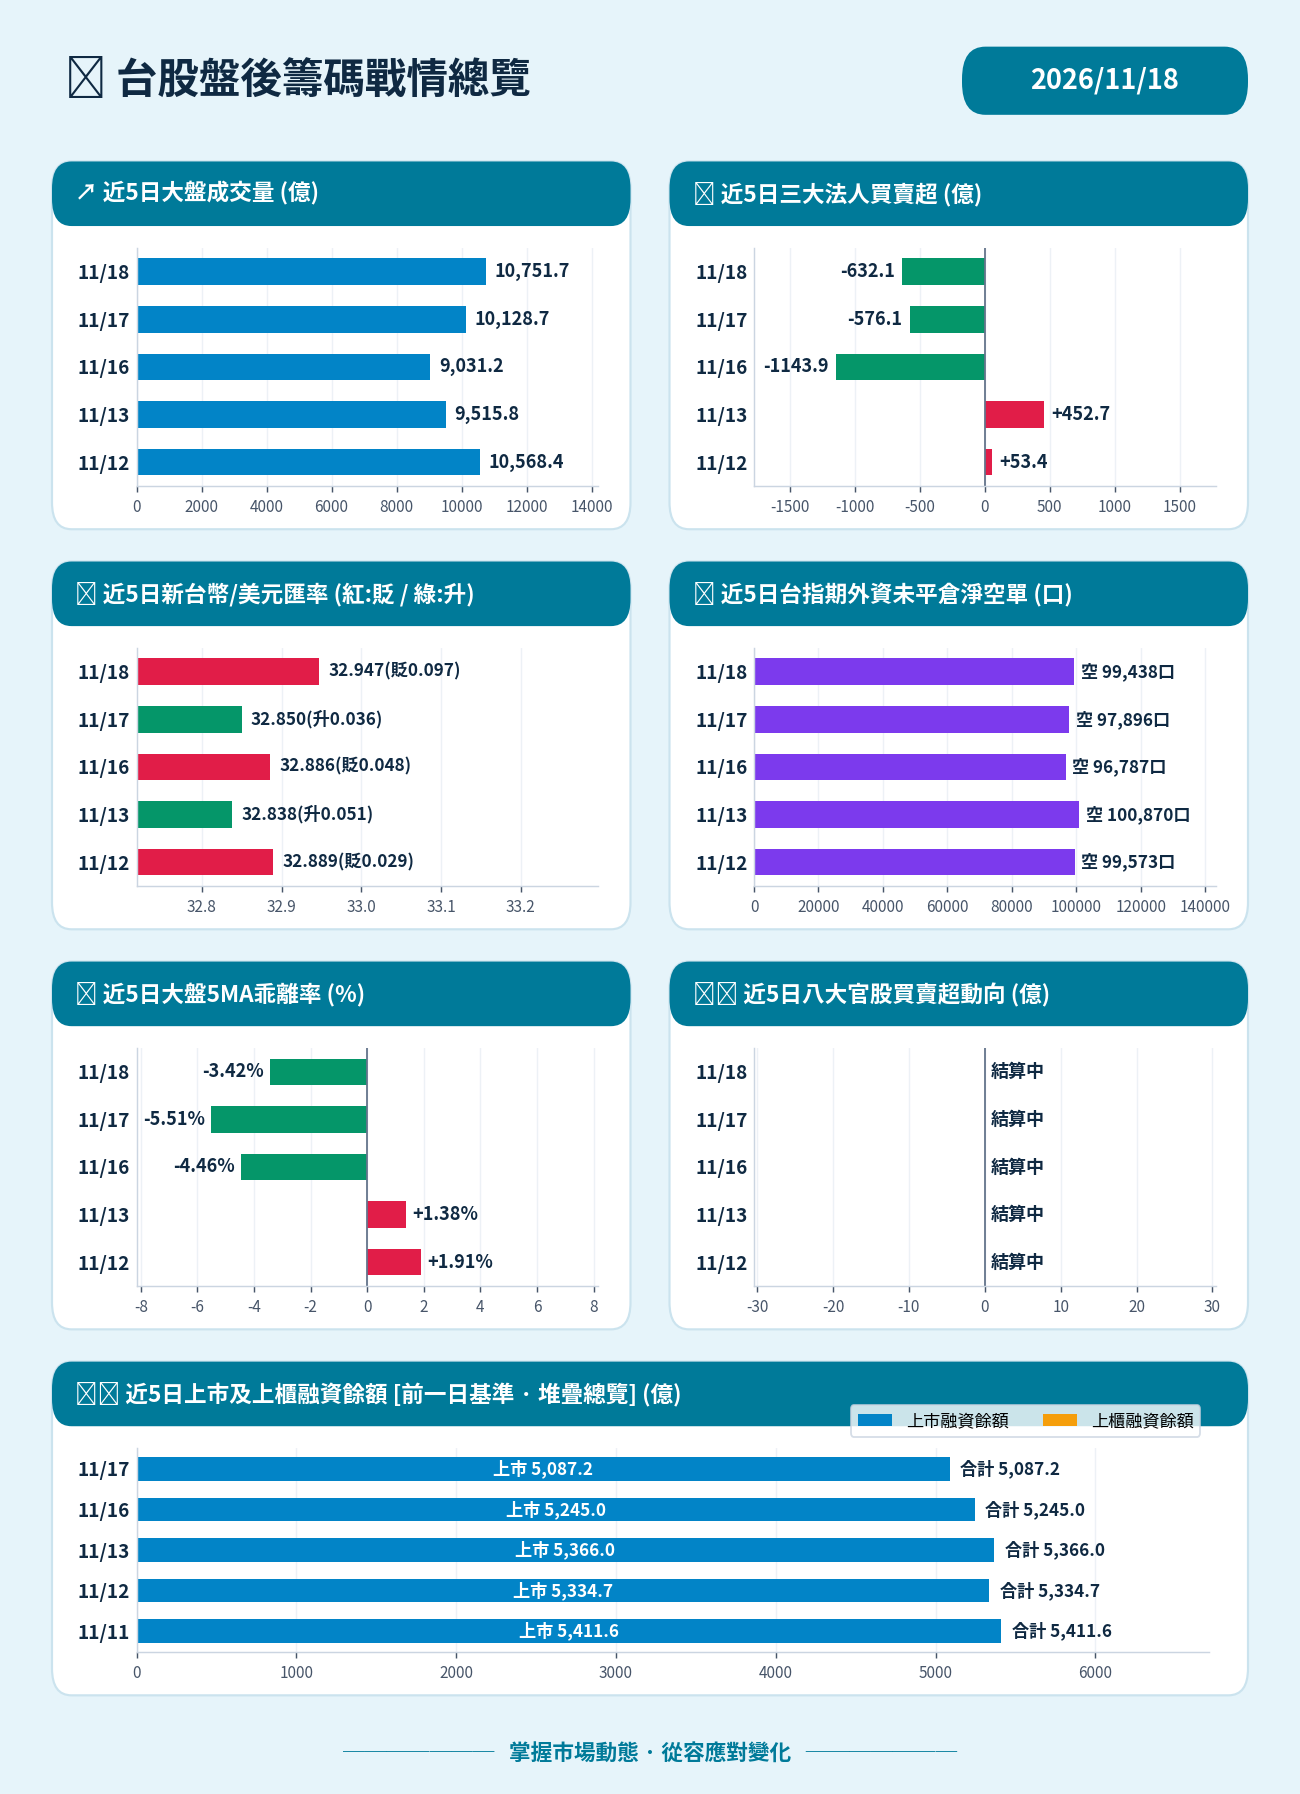 台股盤後籌碼戰情總覽
2026/11/18
↗ 近5日大盤成交量 (億)
11/18 10,751.7
11/17 10,128.7
11/16 9,031.2
11/13 9,515.8
11/12 10,568.4
0 2000 4000 6000 8000 10000 12000 14000
近5日三大法人買賣超 (億)
11/18 -632.1
11/17 -576.1
11/16 -1143.9
11/13 +452.7
11/12 +53.4
-1500 -1000 -500 0 500 1000 1500
近5日新台幣/美元匯率 (紅:貶 / 綠:升)
11/18 32.947(貶0.097)
11/17 32.850(升0.036)
11/16 32.886(貶0.048)
11/13 32.838(升0.051)
11/12 32.889(貶0.029)
32.8 32.9 33.0 33.1 33.2
近5日台指期外資未平倉淨空單 (口)
11/18 空 99,438口
11/17 空 97,896口
11/16 空 96,787口
11/13 空 100,870口
11/12 空 99,573口
0 20000 40000 60000 80000 100000 120000 140000
近5日大盤5MA乖離率 (%)
11/18 -3.42%
11/17 -5.51%
11/16 -4.46%
11/13 +1.38%
11/12 +1.91%
-8 -6 -4 -2 0 2 4 6 8
近5日八大官股買賣超動向 (億)
11/18 結算中
11/17 結算中
11/16 結算中
11/13 結算中
11/12 結算中
-30 -20 -10 0 10 20 30
近5日上市及上櫃融資餘額 [前一日基準 · 堆疊總覽] (億)
上市融資餘額 上櫃融資餘額
11/17 上市 5,087.2 合計 5,087.2
11/16 上市 5,245.0 合計 5,245.0
11/13 上市 5,366.0 合計 5,366.0
11/12 上市 5,334.7 合計 5,334.7
11/11 上市 5,411.6 合計 5,411.6
0 1000 2000 3000 4000 5000 6000
掌握市場動態 · 從容應對變化